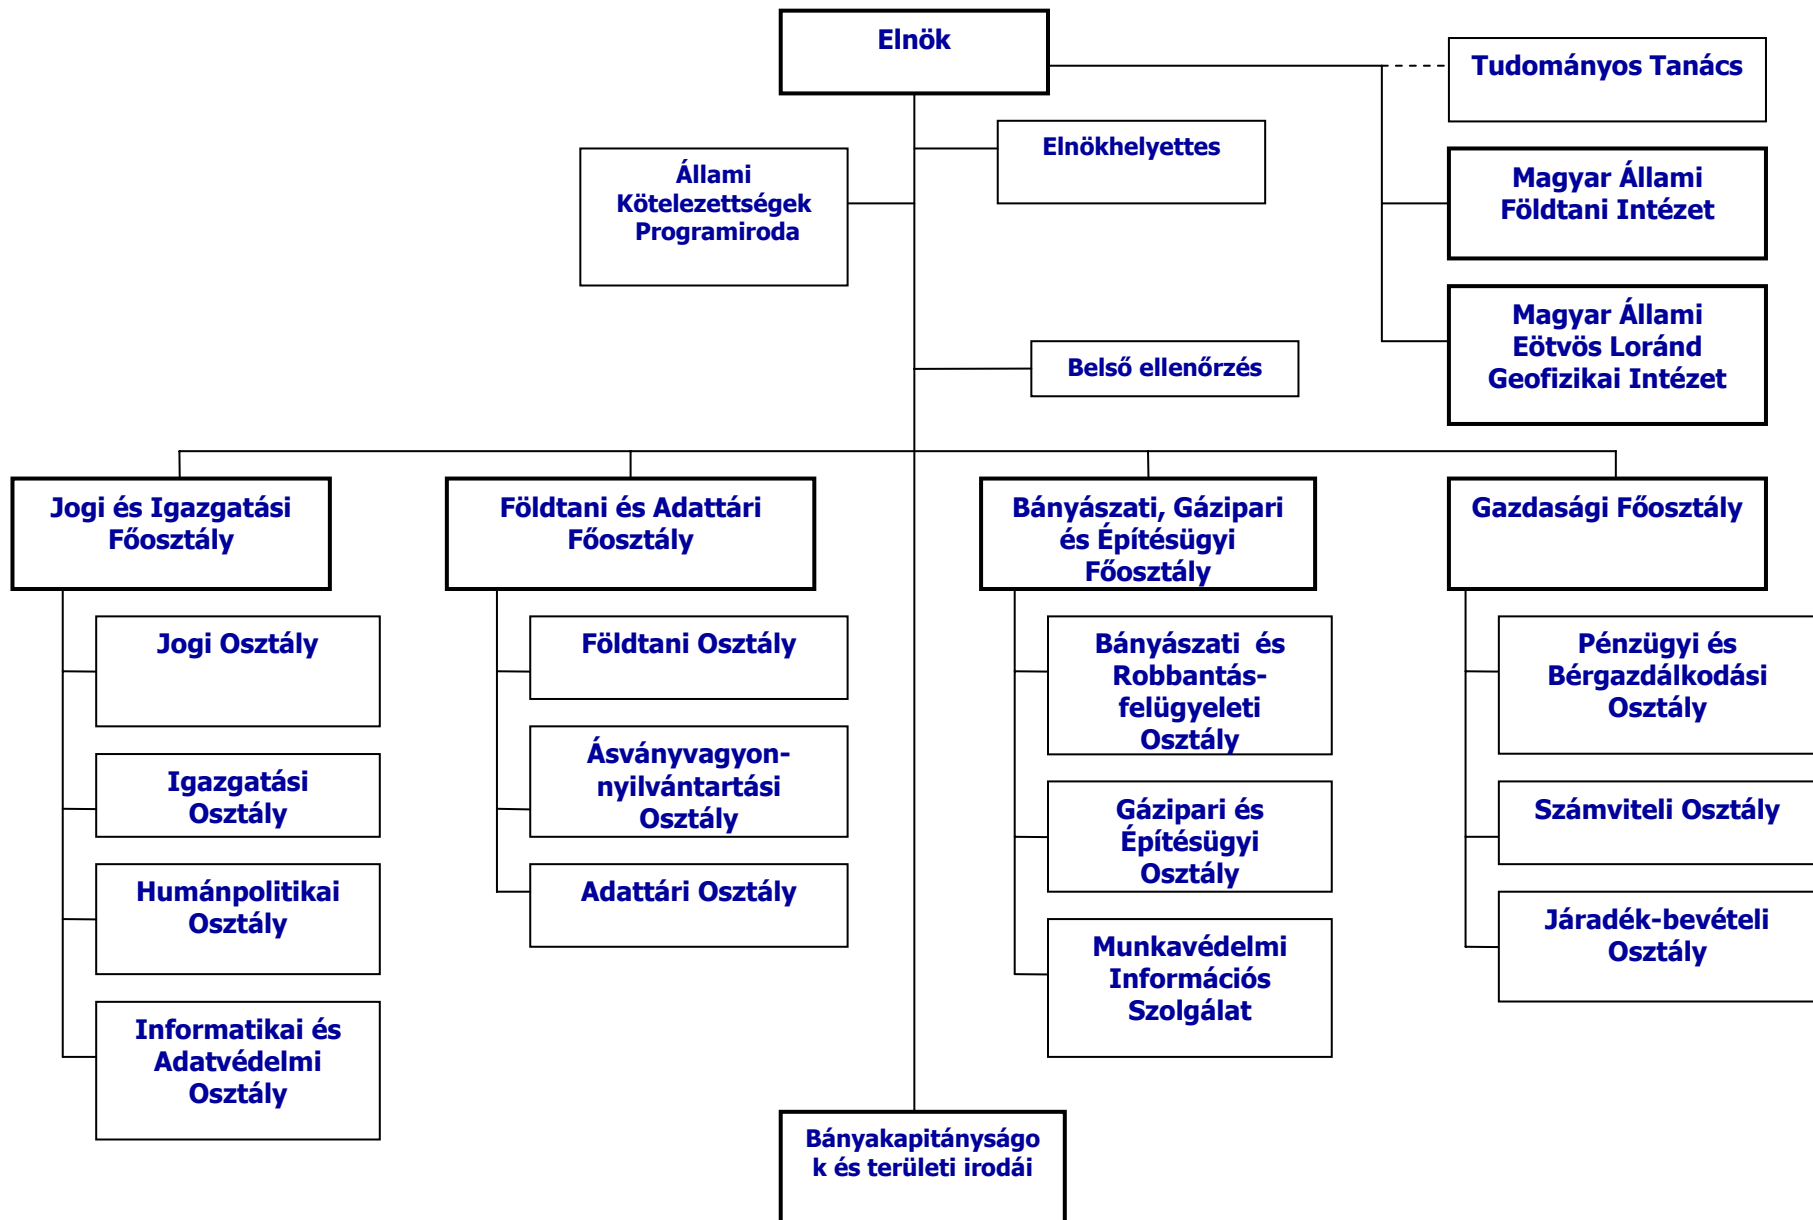 Elnök
Tudományos Tanács
Elnökhelyettes
Állami
Kötelezettségek
Programiroda
Magyar Állami
Földtani Intézet
Magyar Állami
Eötvös Loránd
Geofizikai Intézet
Belső ellenőrzés
Jogi és Igazgatási
Főosztály
Földtani és Adattári
Főosztály
Bányászati, Gázipari
és Építésügyi
Főosztály
Gazdasági Főosztály
Jogi Osztály
Igazgatási
Osztály
Humánpolitikai
Osztály
Informatikai és
Adatvédelmi
Osztály
Földtani Osztály
Ásványvagyon-
nyilvántartási
Osztály
Adattári Osztály
Bányászati  és
Robbantás-
felügyeleti
Osztály
Gázipari és
Építésügyi
Osztály
Munkavédelmi
Információs
Szolgálat
Pénzügyi és
Bérgazdálkodási
Osztály
Számviteli Osztály
Járadék-bevételi
Osztály
Bányakapitányságo
k és területi irodái